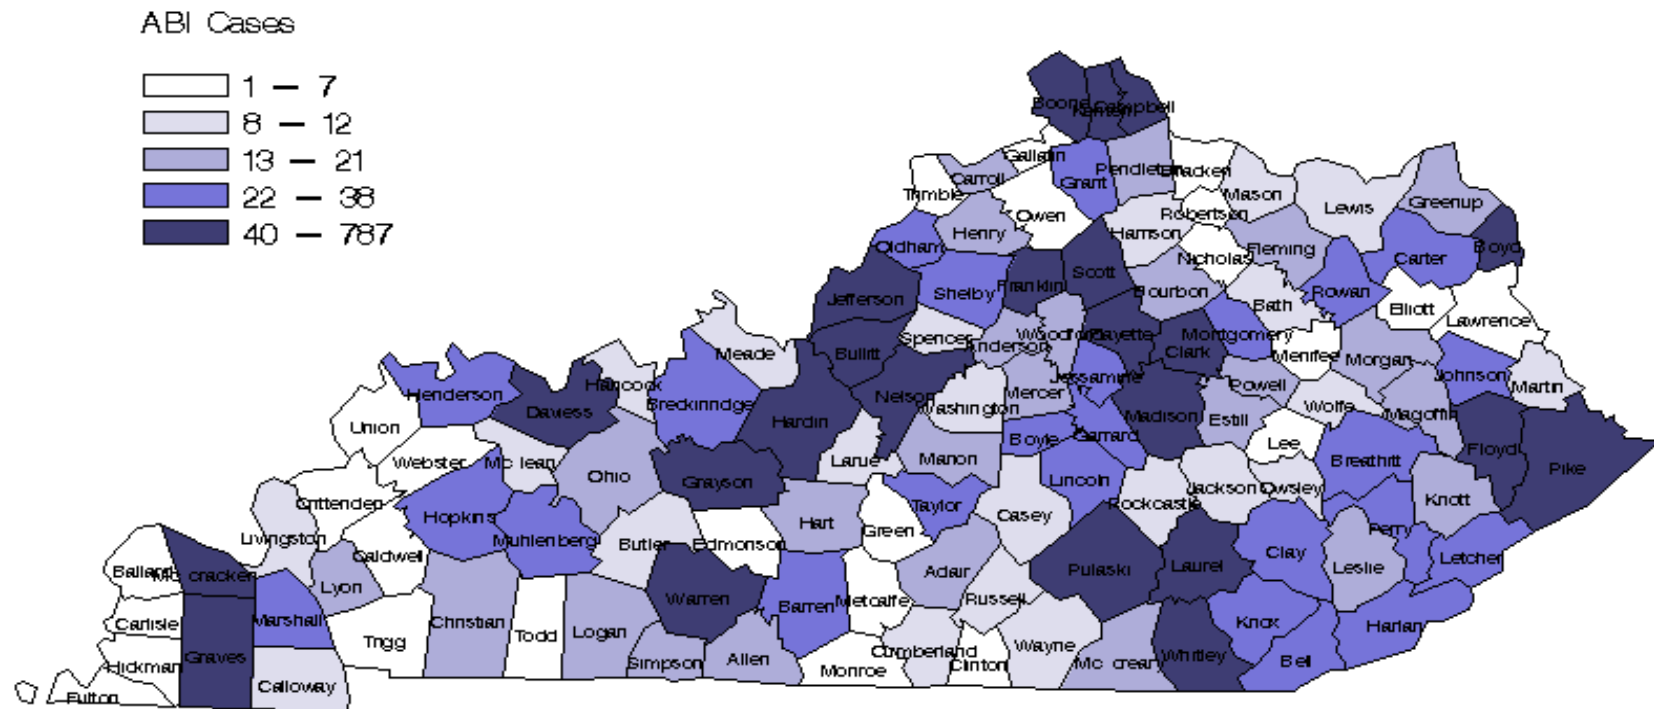 ABI Cases
1 – 7
8 – 12
13 – 21
22 – 38
40 – 787
Boone
Kenton
Campbell
Gallatin
Carroll
Trimble
Grant
Pendleton
Bracken
Mason
Lewis
Greenup
Owen
Robertson
Henry
Harrison
Oldham
Nicholas
Fleming
Carter
Boyd
Scott
Franklin
Shelby
Jefferson
Bourbon
Bath
Rowan
Elliott
Lawrence
Spencer
Anderson
Woodford
Fayette
Montgomery
Clark
Menifee
Morgan
Meade
Bullitt
Hancock
Henderson
Breckinridge
Nelson
Jessamine
Mercer
Powell
Johnson
Martin
Daviess
Washington
Madison
Estill
Wolfe
Magoffin
Hardin
Union
Boyle
Garrard
Lee
Floyd
Webster
Mc lean
Larue
Marion
Breathitt
Pike
Ohio
Grayson
Lincoln
Jackson
Owsley
Crittenden
Knott
Taylor
Rockcastle
Hopkins
Hart
Green
Casey
Perry
Livingston
Muhlenberg
Butler
Edmonson
Caldwell
Clay
Letcher
Ballard
Mc cracken
Lyon
Adair
Pulaski
Laurel
Leslie
Warren
Barren
Metcalfe
Russell
Carlisle
Marshall
Christian
Knox
Harlan
Trigg
Todd
Logan
Wayne
Graves
Hickman
Simpson
Allen
Cumberland
Clinton
Mc creary
Whitley
Bell
Monroe
Calloway
Fulton